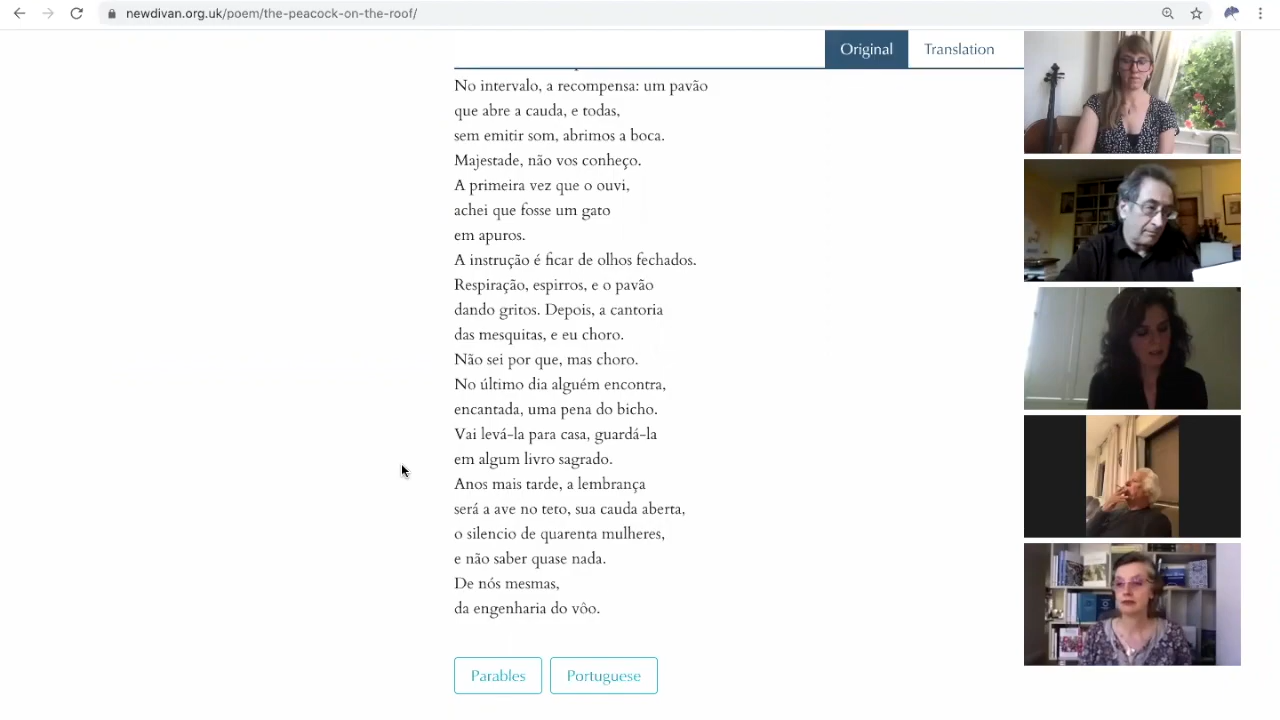 newdivan.org.uk/poem/the-peacock-on-the-roof/
Original
Translation
No intervalo, a recompensa: um pavão
que abre a cauda, e todas,
sem emitir som, abrimos a boca.
Majestade, não vos conheço.
A primeira vez que o ouvi,
achei que fosse um gato
em apuros.
A instrução é ficar de olhos fechados.
Respiração, espirros, e o pavão
dando gritos. Depois, a cantoria
das mesquitas, e eu choro.
Não sei por que, mas choro.
No último dia alguém encontra,
encantada, uma pena do bicho.
Vai levá-la para casa, guardá-la
em algum livro sagrado.
Anos mais tarde, a lembrança
será a ave no teto, sua cauda aberta,
o silencio de quarenta mulheres,
e não saber quase nada.
De nós mesmas,
da engenharia do vôo.
Parables
Portuguese